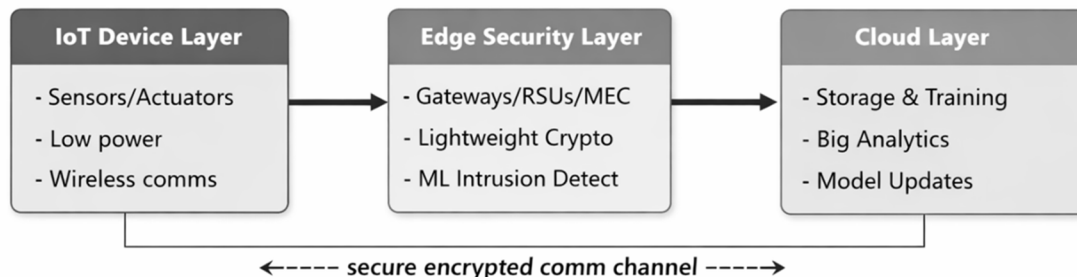 IoT Device Layer
- Sensors/Actuators
- Low power
- Wireless comms
Edge Security Layer
- Gateways/RSUs/MEC
- Lightweight Crypto
- ML Intrusion Detect
Cloud Layer
- Storage & Training
- Big Analytics
- Model Updates
secure encrypted comm channel